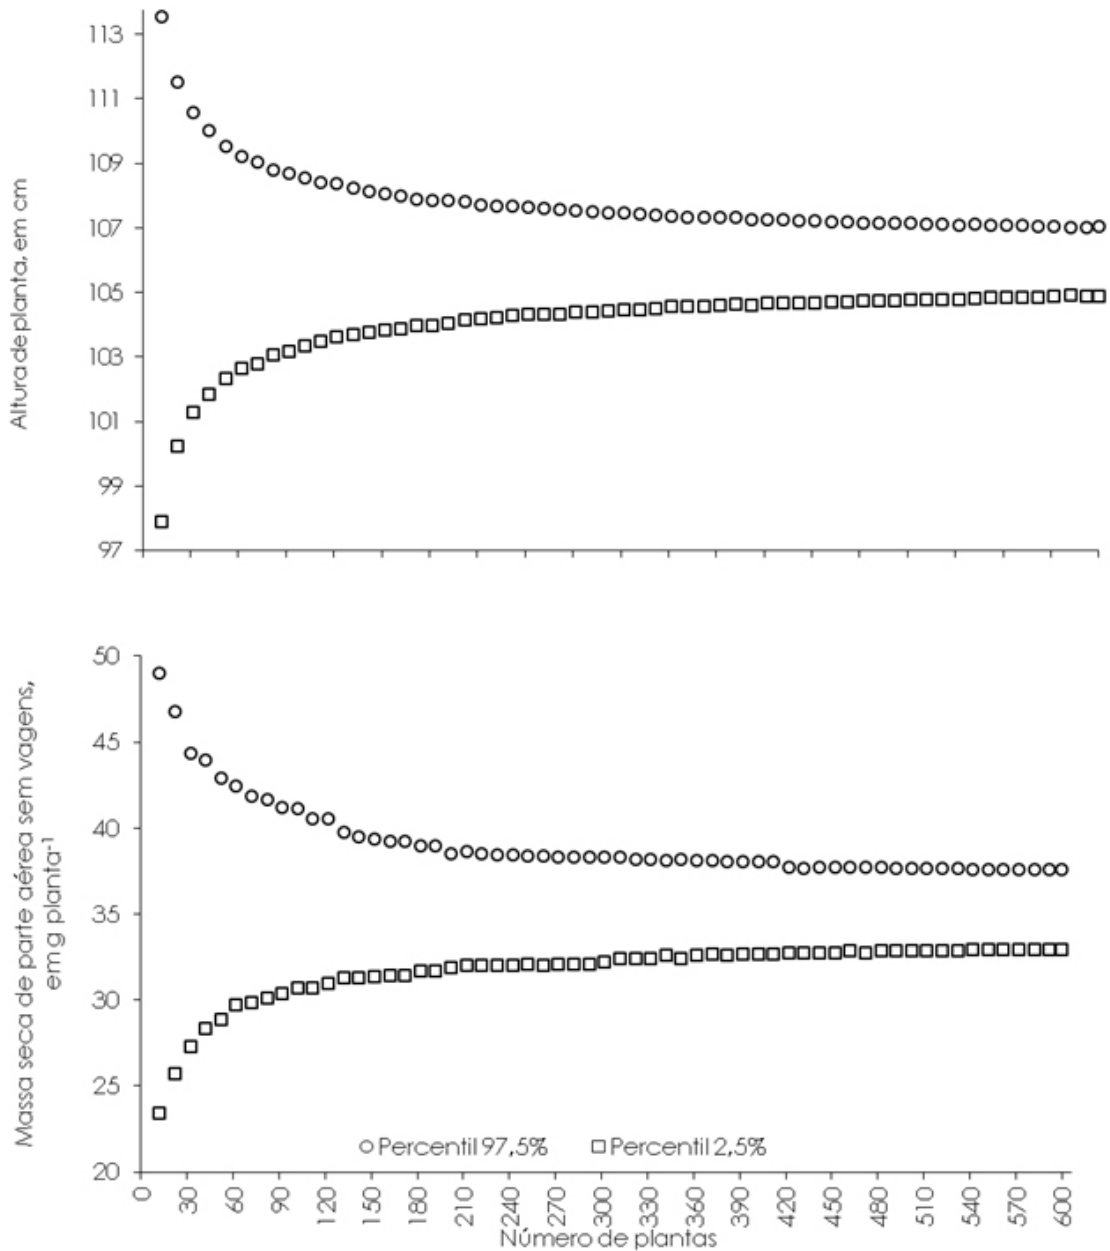 113
111
109
107
105
103
101
99
97
Altura de planta, em cm
50
45
40
35
30
25
20
Massa seca de parte aérea sem vagens,
em g planta-¹
Percentil 97,5% Percentil 2,5%
0 30 60 90 120 150 180 210 2240 270 300 330 360 390 420 450 480 510 540 570 600
Número de plantas